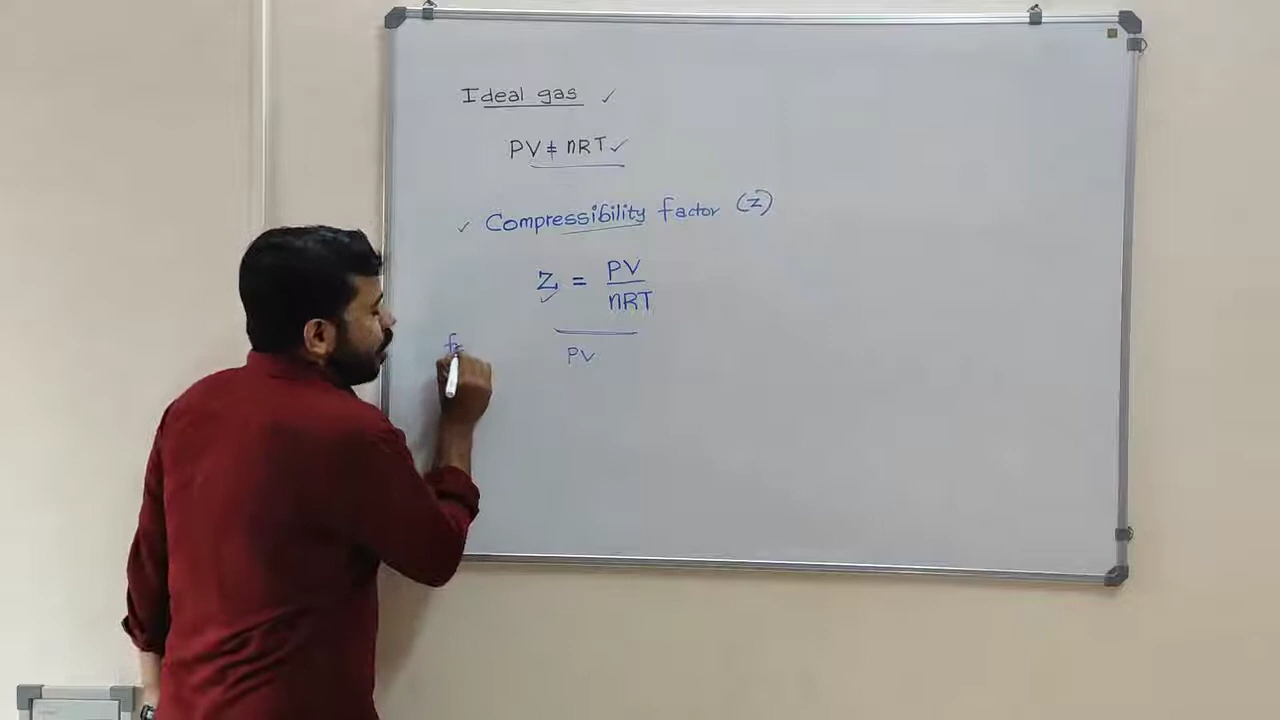 Ideal gas ✓
PV ≠ nRT ✓
✓ Compressibility factor (Z)
Z = PV / nRT
PV